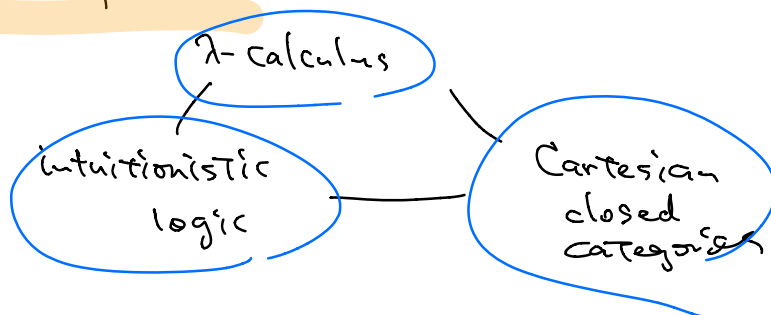 λ-calculus
intuitionistic
logic
Cartesian
closed
categories